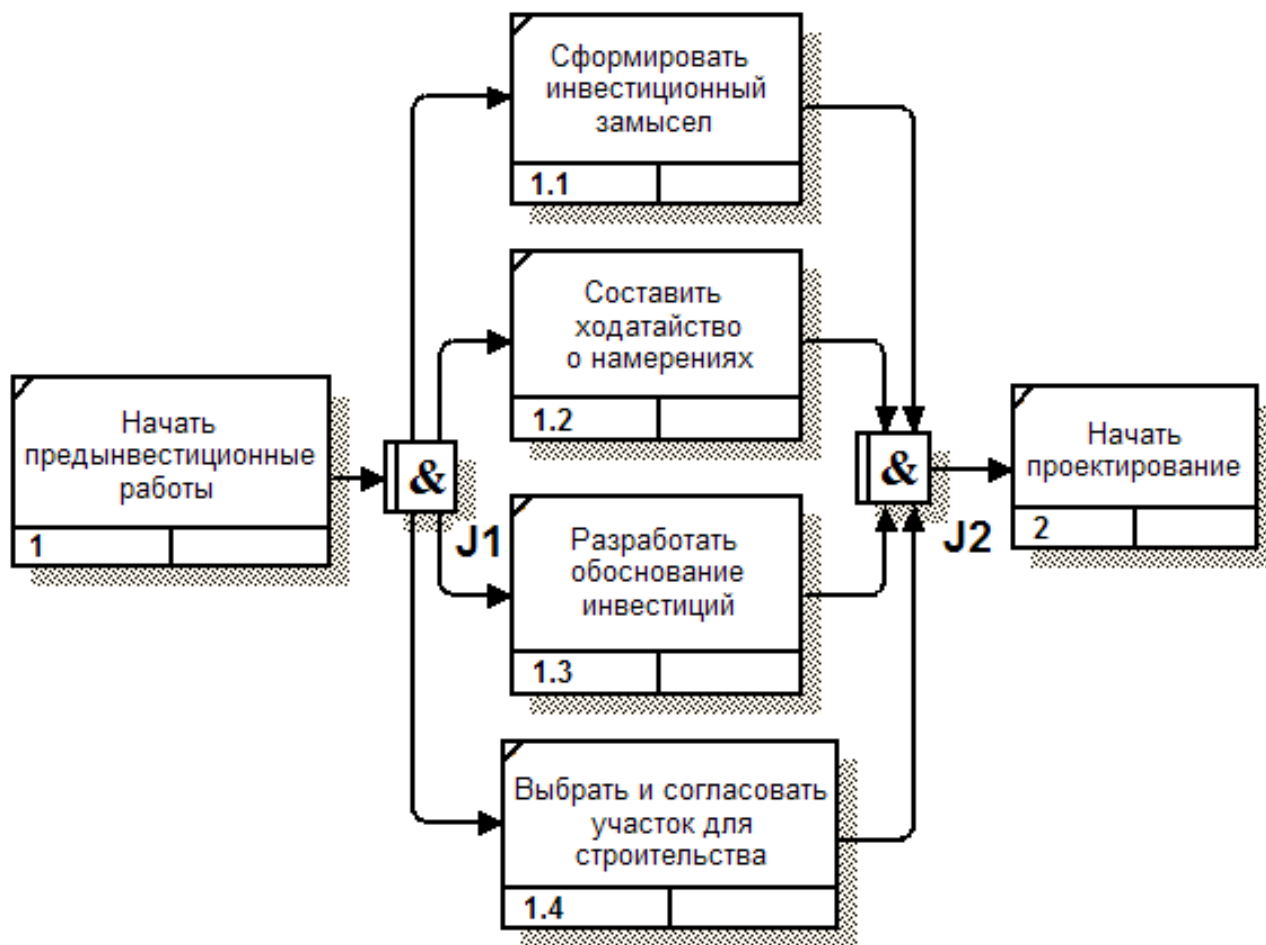 Сформировать
инвестиционный
замысел
1.1
Составить
ходатайство
о намерениях
1.2
Начать
предынвестиционные
работы
1
&
J1
Разработать
обоснование
инвестиций
1.3
&
J2
Начать
проектирование
2
Выбрать и согласовать
участок для
строительства
1.4